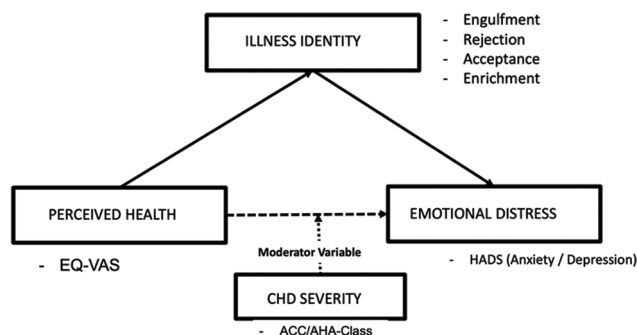 ILLNESS IDENTITY
- Engulfment
- Rejection
- Acceptance
- Enrichment
PERCEIVED HEALTH
EMOTIONAL DISTRESS
- EQ-VAS
Moderator Variable
- HADS (Anxiety / Depression)
CHD SEVERITY
- ACC/AHA-Class